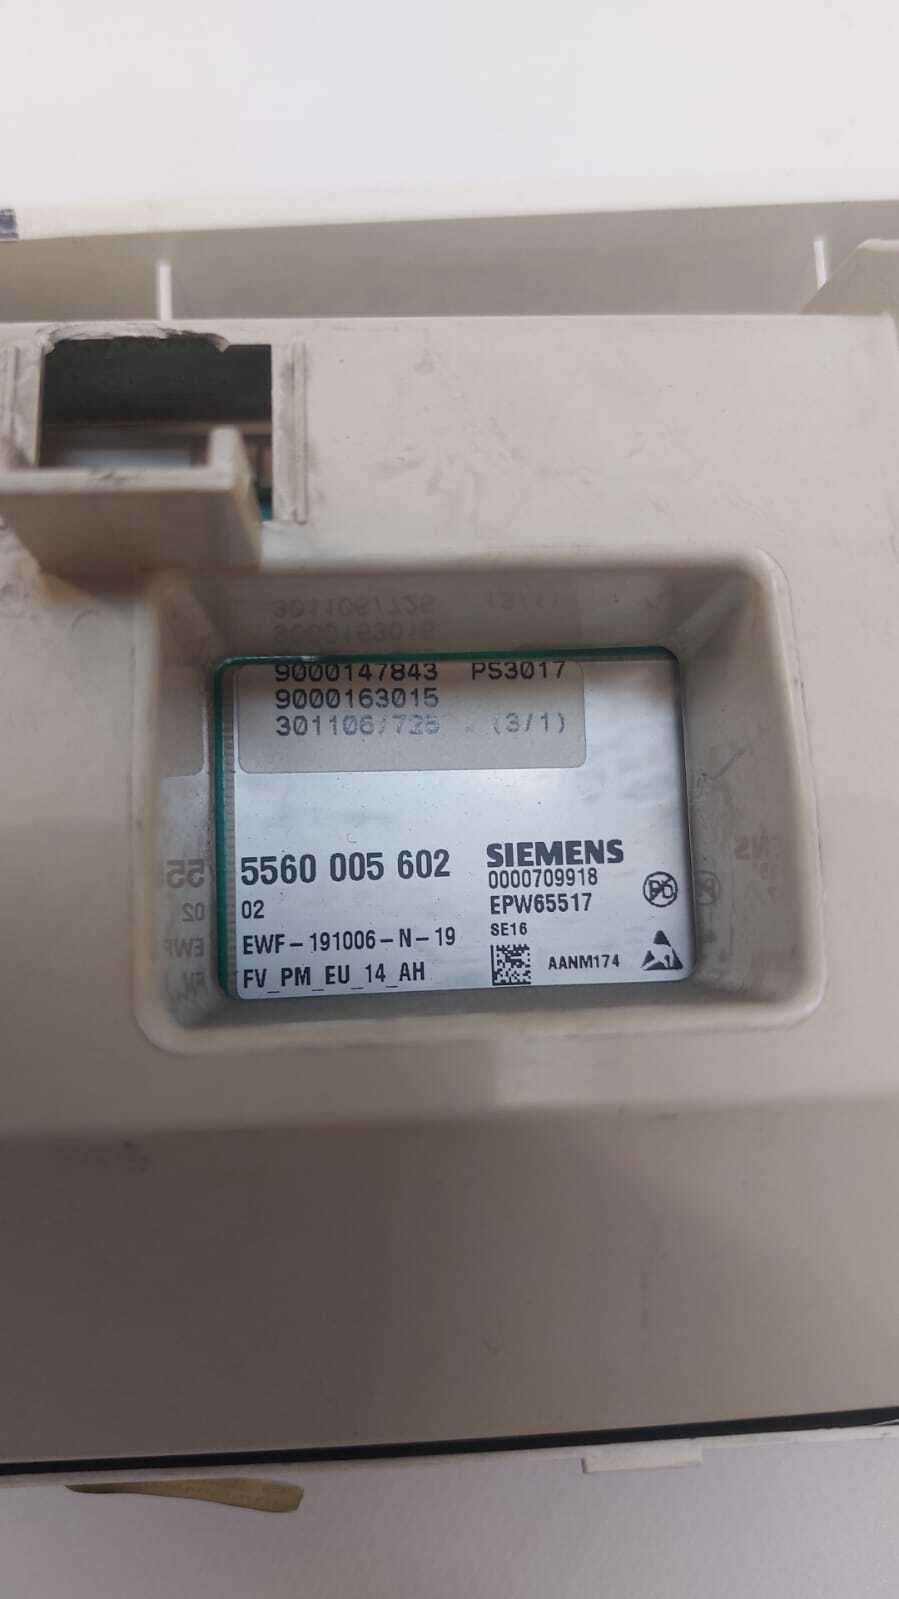 9000147843 PS3017
9000163015
301106/725 (3/1)
5560 005 602
02
EWF-191006-N-19
FV_PM_EU_14_AH
SIEMENS
0000709918
EPW65517
SE16
AANM174
Pb